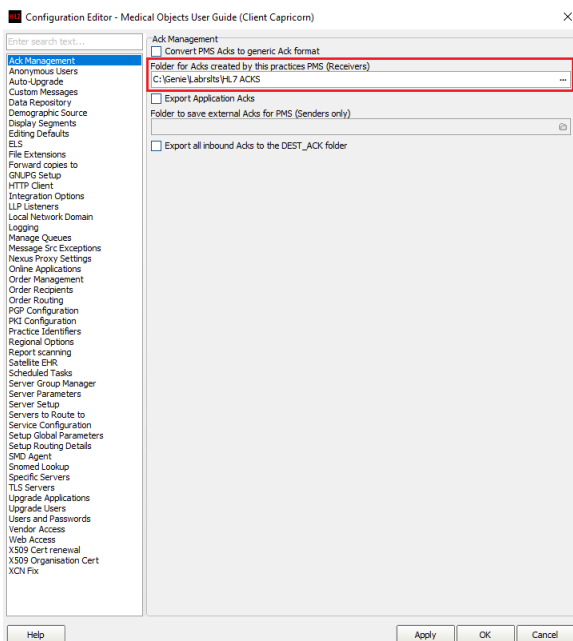 Configuration Editor - Medical Objects User Guide (Client Capricorn)
Enter search text...
Ack Management
Anonymous Users
Auto-Upgrade
Custom Messages
Data Repository
Demographic Source
Display Segments
Editing Defaults
ELS
File Extensions
Forward copies to
GNUPG Setup
HTTP Client
Integration Options
LLP Listeners
Local Network Domain
Logging
Manage Queues
Message Src Exceptions
Nexus Proxy Settings
Online Applications
Order Management
Order Recipients
Order Routing
PGP Configuration
PKI Configuration
Practice Identifiers
Regional Options
Report scanning
Satellite EHR
Scheduled Tasks
Server Group Manager
Server Parameters
Server Setup
Servers to Route to
Service Configuration
Setup Global Parameters
Setup Routing Details
SMD Agent
Snomed Lookup
Specific Servers
TLS Servers
Upgrade Applications
Upgrade Users
Users and Passwords
Vendor Access
Web Access
X509 Cert renewal
X509 Organisation Cert
XCN Fix
Ack Management
Convert PMS Acks to generic Ack format
Folder for Acks created by this practices PMS (Receivers)
C:\Genie\Labrslts\HL7 ACKS ...
Export Application Acks
Folder to save external Acks for PMS (Senders only)
Export all inbound Acks to the DEST_ACK folder
Help Apply OK Cancel